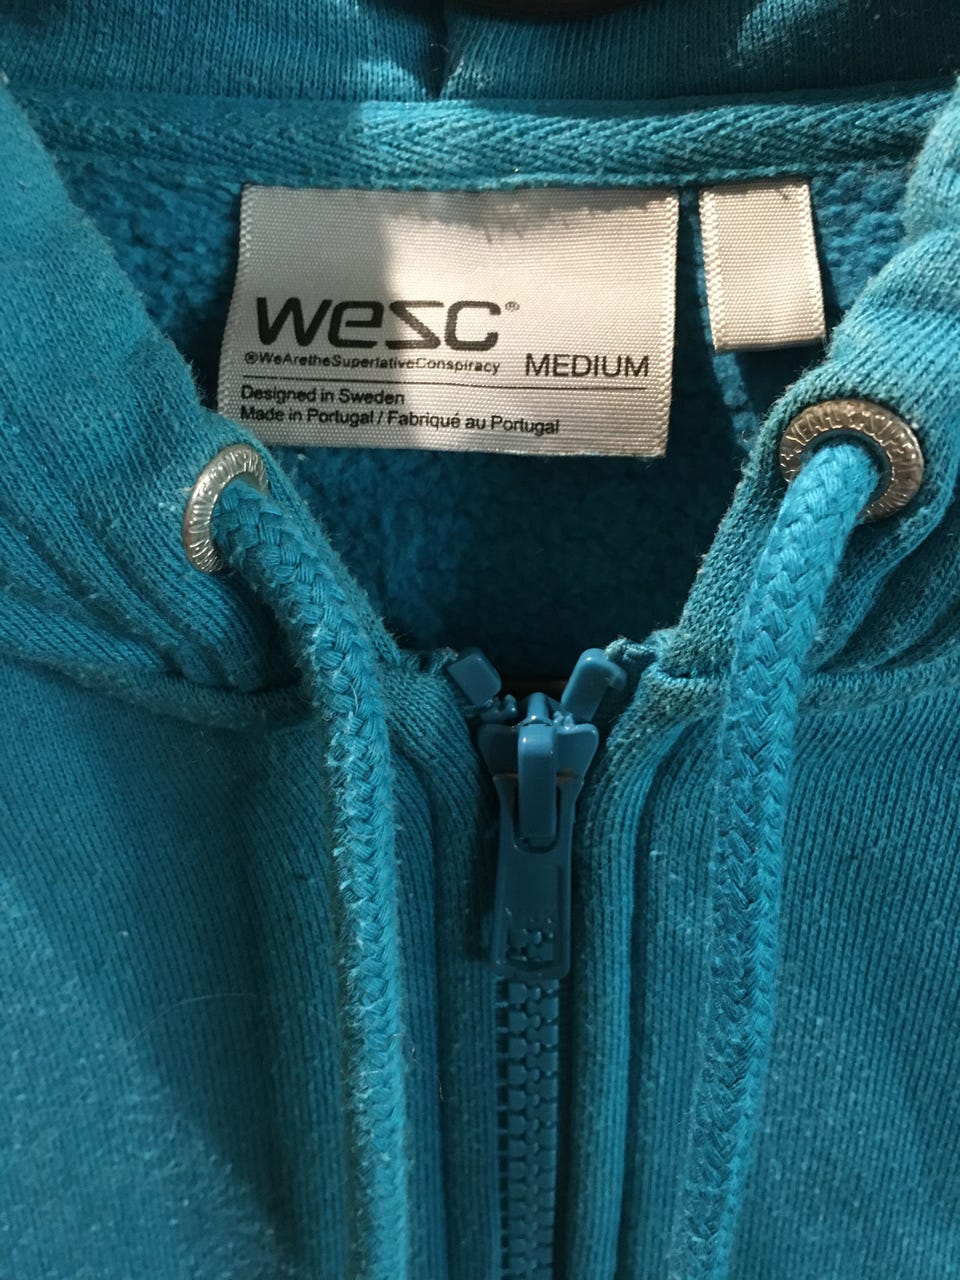 wesc®
®WeAretheSuperlativeConspiracy MEDIUM
Designed in Sweden
Made in Portugal / Fabriqué au Portugal